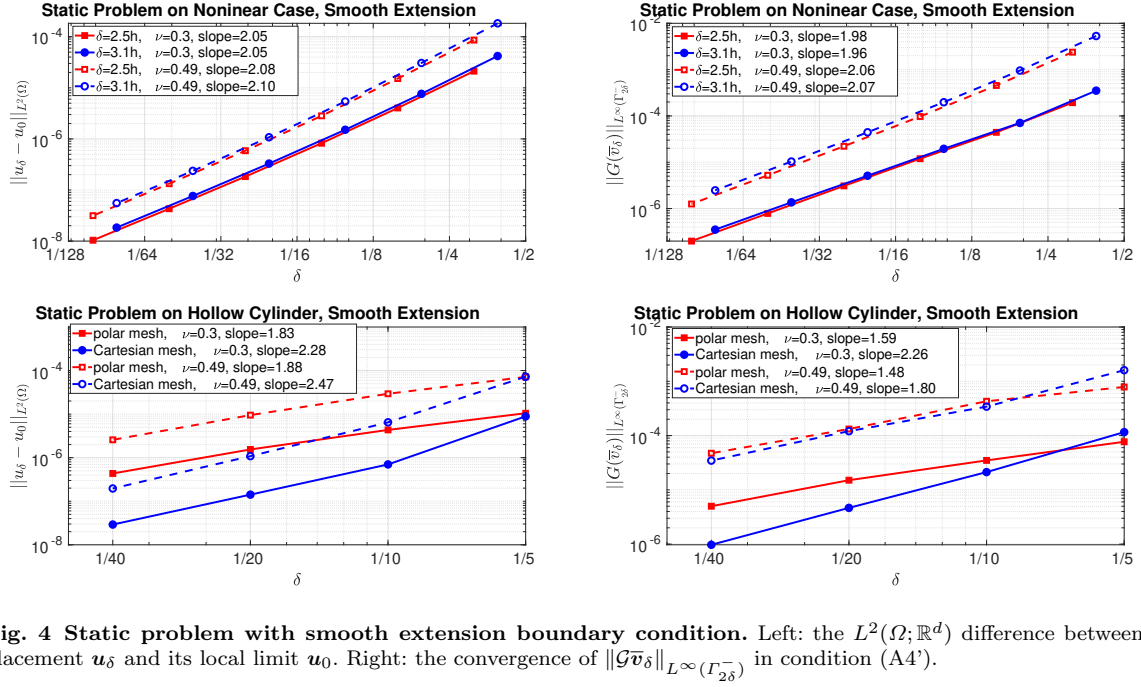 Static Problem on Noninear Case, Smooth Extension
δ=2.5h, ν=0.3, slope=2.05
δ=3.1h, ν=0.3, slope=2.05
δ=2.5h, ν=0.49, slope=2.08
δ=3.1h, ν=0.49, slope=2.10
10^-4
10^-6
10^-8
||u_δ − u_0||_{L^2(Ω)}
1/128 1/64 1/32 1/16 1/8 1/4 1/2
δ
Static Problem on Noninear Case, Smooth Extension
δ=2.5h, ν=0.3, slope=1.98
δ=3.1h, ν=0.3, slope=1.96
δ=2.5h, ν=0.49, slope=2.06
δ=3.1h, ν=0.49, slope=2.07
10^-2
10^-4
10^-6
||G(v̅_δ)||_{L^∞(Γ_{2δ}^-)}
1/128 1/64 1/32 1/16 1/8 1/4 1/2
δ
Static Problem on Hollow Cylinder, Smooth Extension
polar mesh, ν=0.3, slope=1.83
Cartesian mesh, ν=0.3, slope=2.28
polar mesh, ν=0.49, slope=1.88
Cartesian mesh, ν=0.49, slope=2.47
10^-4
10^-6
10^-8
||u_δ − u_0||_{L^2(Ω)}
1/40 1/20 1/10 1/5
δ
Static Problem on Hollow Cylinder, Smooth Extension
polar mesh, ν=0.3, slope=1.59
Cartesian mesh, ν=0.3, slope=2.26
polar mesh, ν=0.49, slope=1.48
Cartesian mesh, ν=0.49, slope=1.80
10^-2
10^-4
10^-6
||G(v̅_δ)||_{L^∞(Γ_{2δ}^-)}
1/40 1/20 1/10 1/5
δ
g. 4 Static problem with smooth extension boundary condition. Left: the L^2(Ω; ℝ^d) difference between
lacement u_δ and its local limit u_0. Right: the convergence of ‖𝒢v̅_δ‖_{L^∞(Γ_{2δ}^-)} in condition (A4').